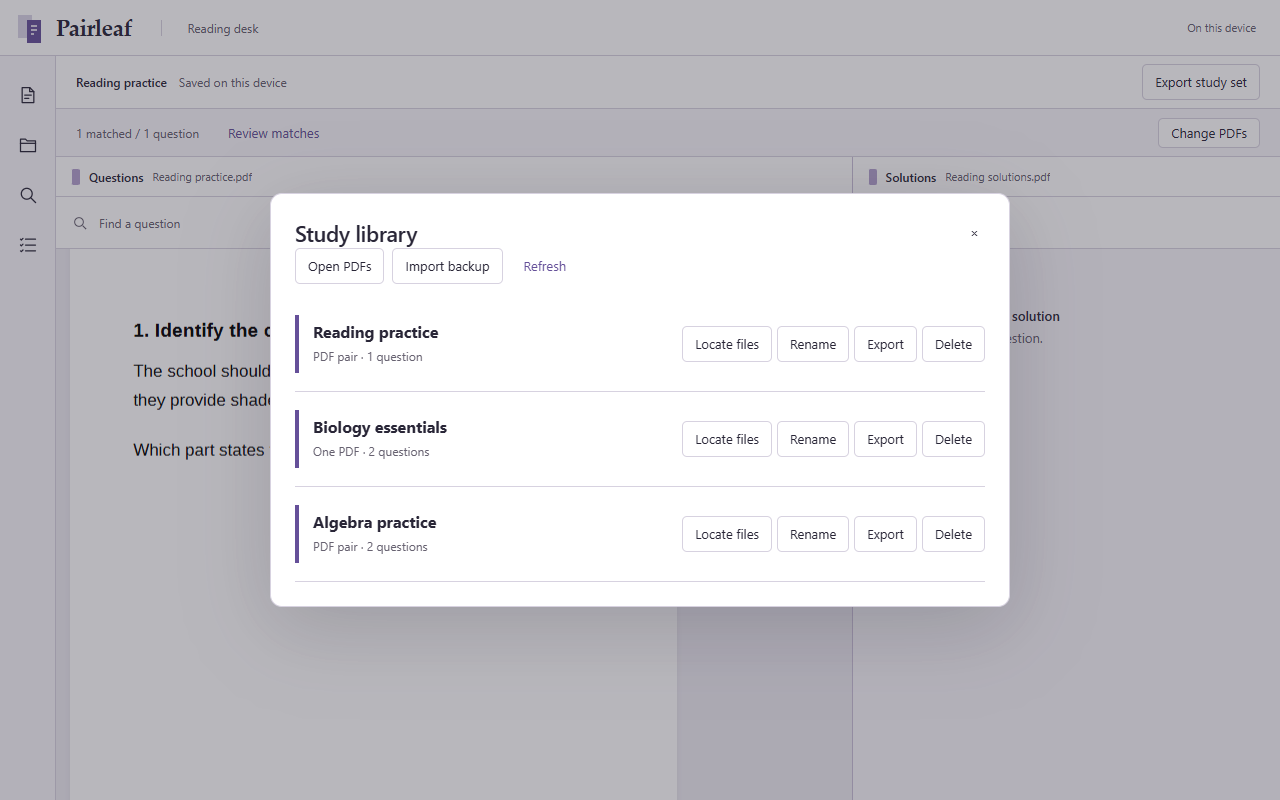 Pairleaf
Reading desk
On this device
Reading practice Saved on this device
Export study set
1 matched / 1 question Review matches
Change PDFs
Questions Reading practice.pdf
Solutions Reading solutions.pdf
Find a question
Study library
×
Open PDFs Import backup Refresh
Reading practice
PDF pair · 1 question
Locate files Rename Export Delete
Biology essentials
One PDF · 2 questions
Locate files Rename Export Delete
Algebra practice
PDF pair · 2 questions
Locate files Rename Export Delete
1. Identify the
The school should
they provide
Which part states
solution